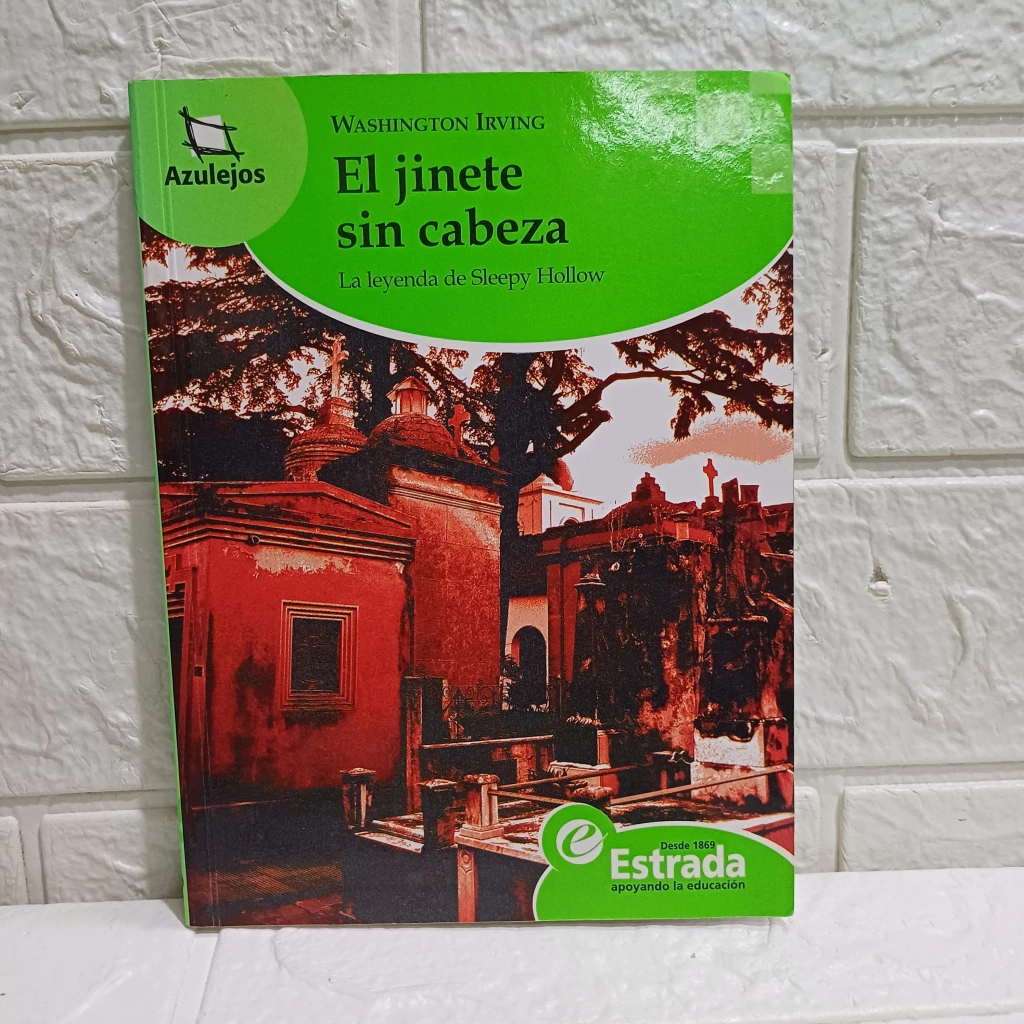 Azulejos
WASHINGTON IRVING
El jinete
sin cabeza
La leyenda de Sleepy Hollow
e
Desde 1869
Estrada
apoyando la educación